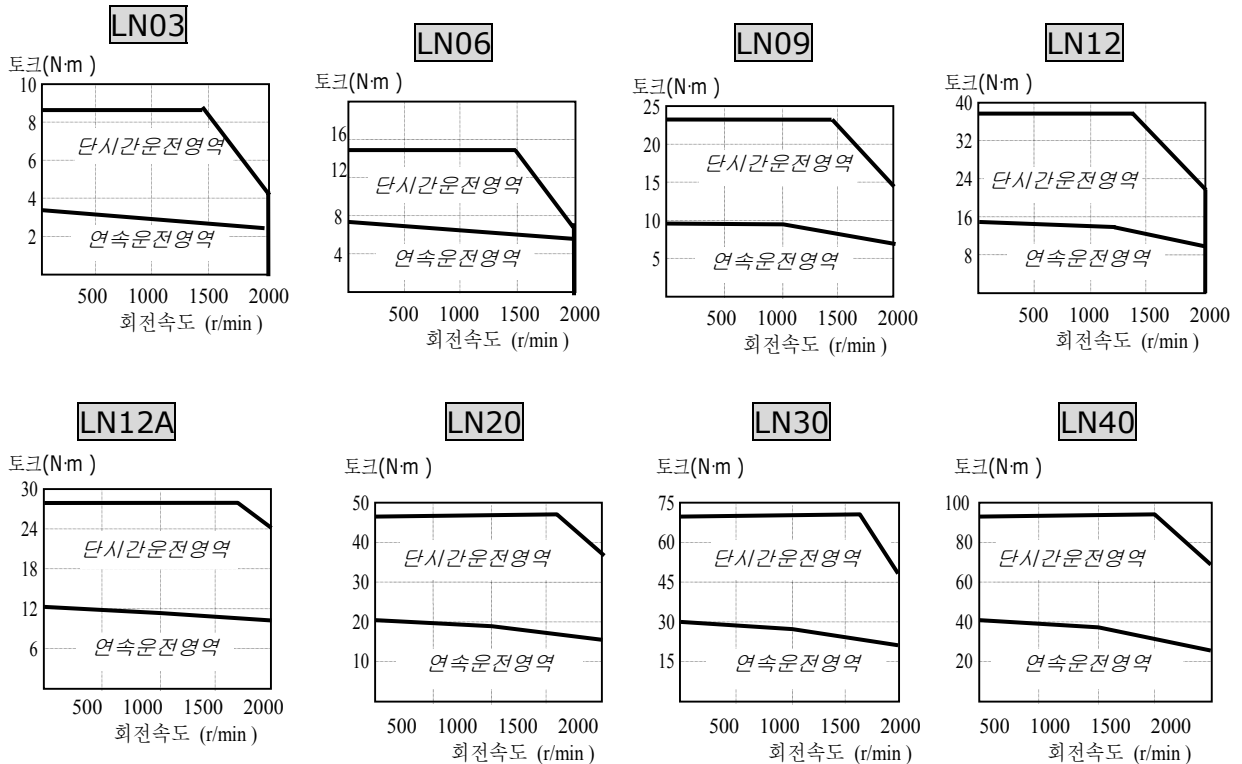 LN03
토크(N·m )
10
8
6
4
2
단시간운전영역
연속운전영역
500 1000 1500 2000
회전속도 (r/min )
LN06
토크(N·m )
16
12
8
4
단시간운전영역
연속운전영역
500 1000 1500 2000
회전속도 (r/min )
LN09
토크(N·m )
25
20
15
10
5
단시간운전영역
연속운전영역
500 1000 1500 2000
회전속도 (r/min )
LN12
토크(N·m )
40
32
24
16
8
단시간운전영역
연속운전영역
500 1000 1500 2000
회전속도 (r/min )
LN12A
토크(N·m )
30
24
18
12
6
단시간운전영역
연속운전영역
500 1000 1500 2000
회전속도 (r/min )
LN20
토크(N·m )
50
40
30
20
10
단시간운전영역
연속운전영역
500 1000 1500 2000
회전속도 (r/min )
LN30
토크(N·m )
75
60
45
30
15
단시간운전영역
연속운전영역
500 1000 1500 2000
회전속도 (r/min )
LN40
토크(N·m )
100
80
60
40
20
단시간운전영역
연속운전영역
500 1000 1500 2000
회전속도 (r/min )